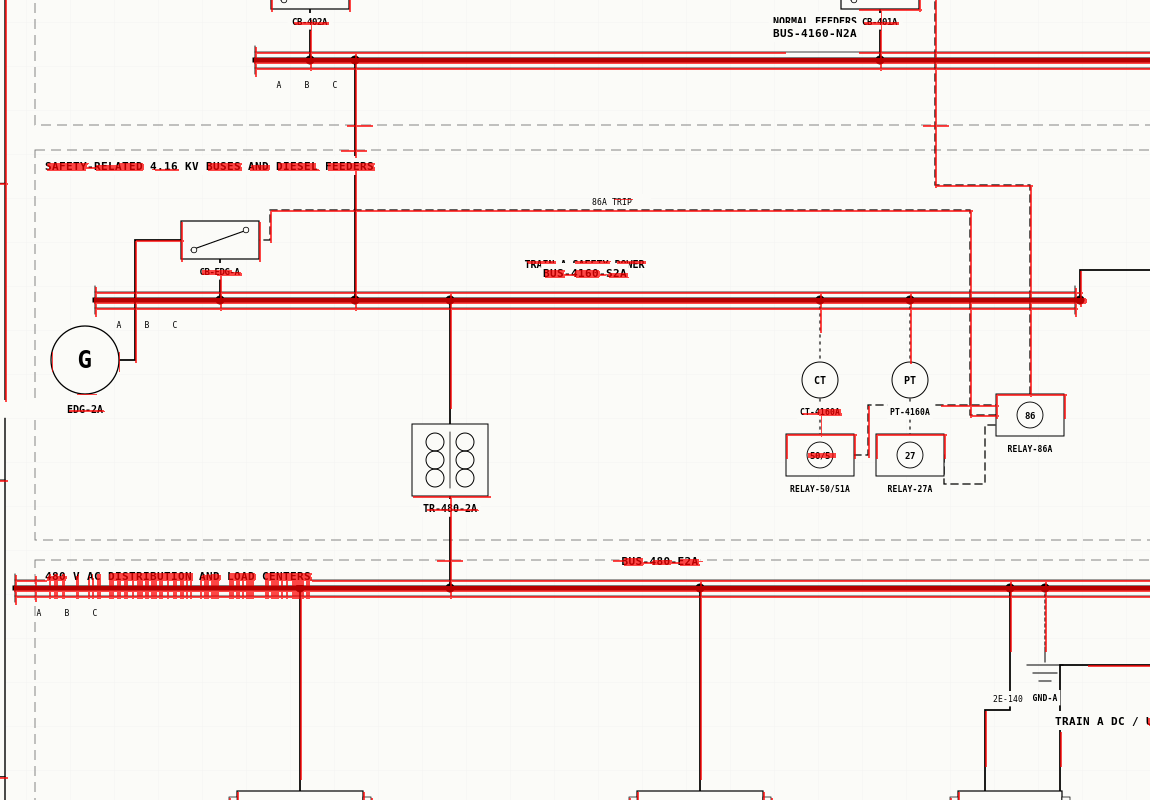 CB-402A
NORMAL FEEDERS
CB-401A
BUS-4160-N2A
A B C
SAFETY-RELATED 4.16 KV BUSES AND DIESEL FEEDERS
86A TRIP
TRAIN A SAFETY POWER
BUS-4160-S2A
CB-EDG-A
A B C
G
EDG-2A
CT
PT
CT-4160A
PT-4160A
86
RELAY-86A
50/5
27
RELAY-50/51A
RELAY-27A
TR-480-2A
BUS-480-E2A
480 V AC DISTRIBUTION AND LOAD CENTERS
A B C
2E-140
GND-A
TRAIN A DC /